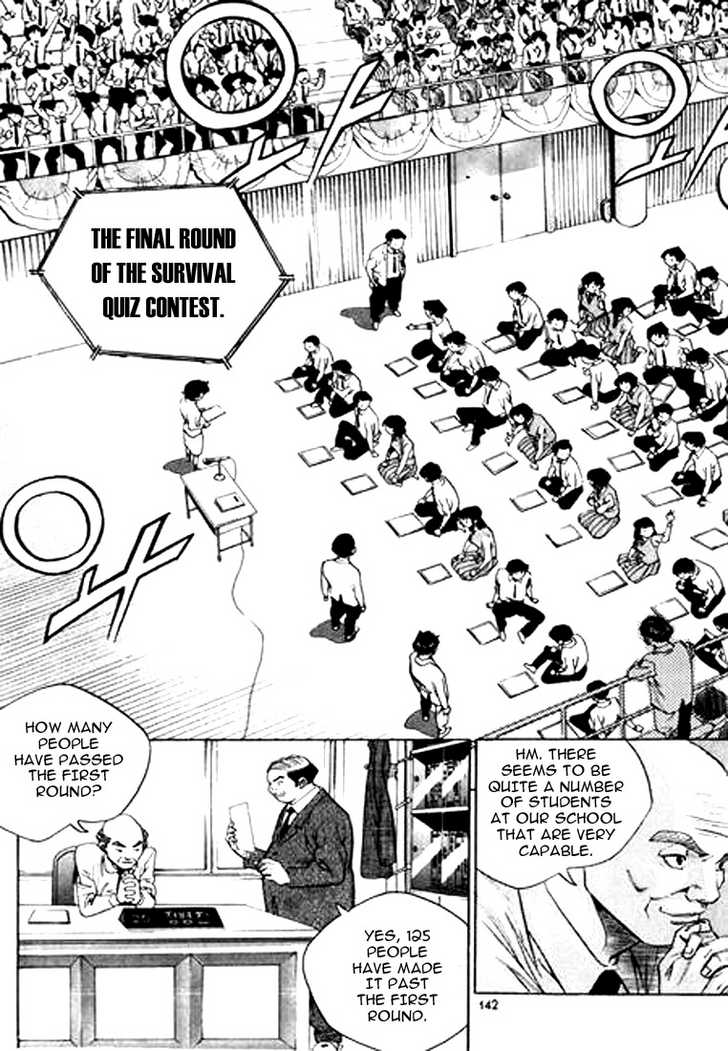 THE FINAL ROUND
OF THE SURVIVAL
QUIZ CONTEST.
HOW MANY
PEOPLE
HAVE PASSED
THE FIRST
ROUND?
YES, 125
PEOPLE
HAVE MADE
IT PAST
THE FIRST
ROUND.
HM. THERE
SEEMS TO BE
QUITE A NUMBER
OF STUDENTS
AT OUR SCHOOL
THAT ARE VERY
CAPABLE.
142